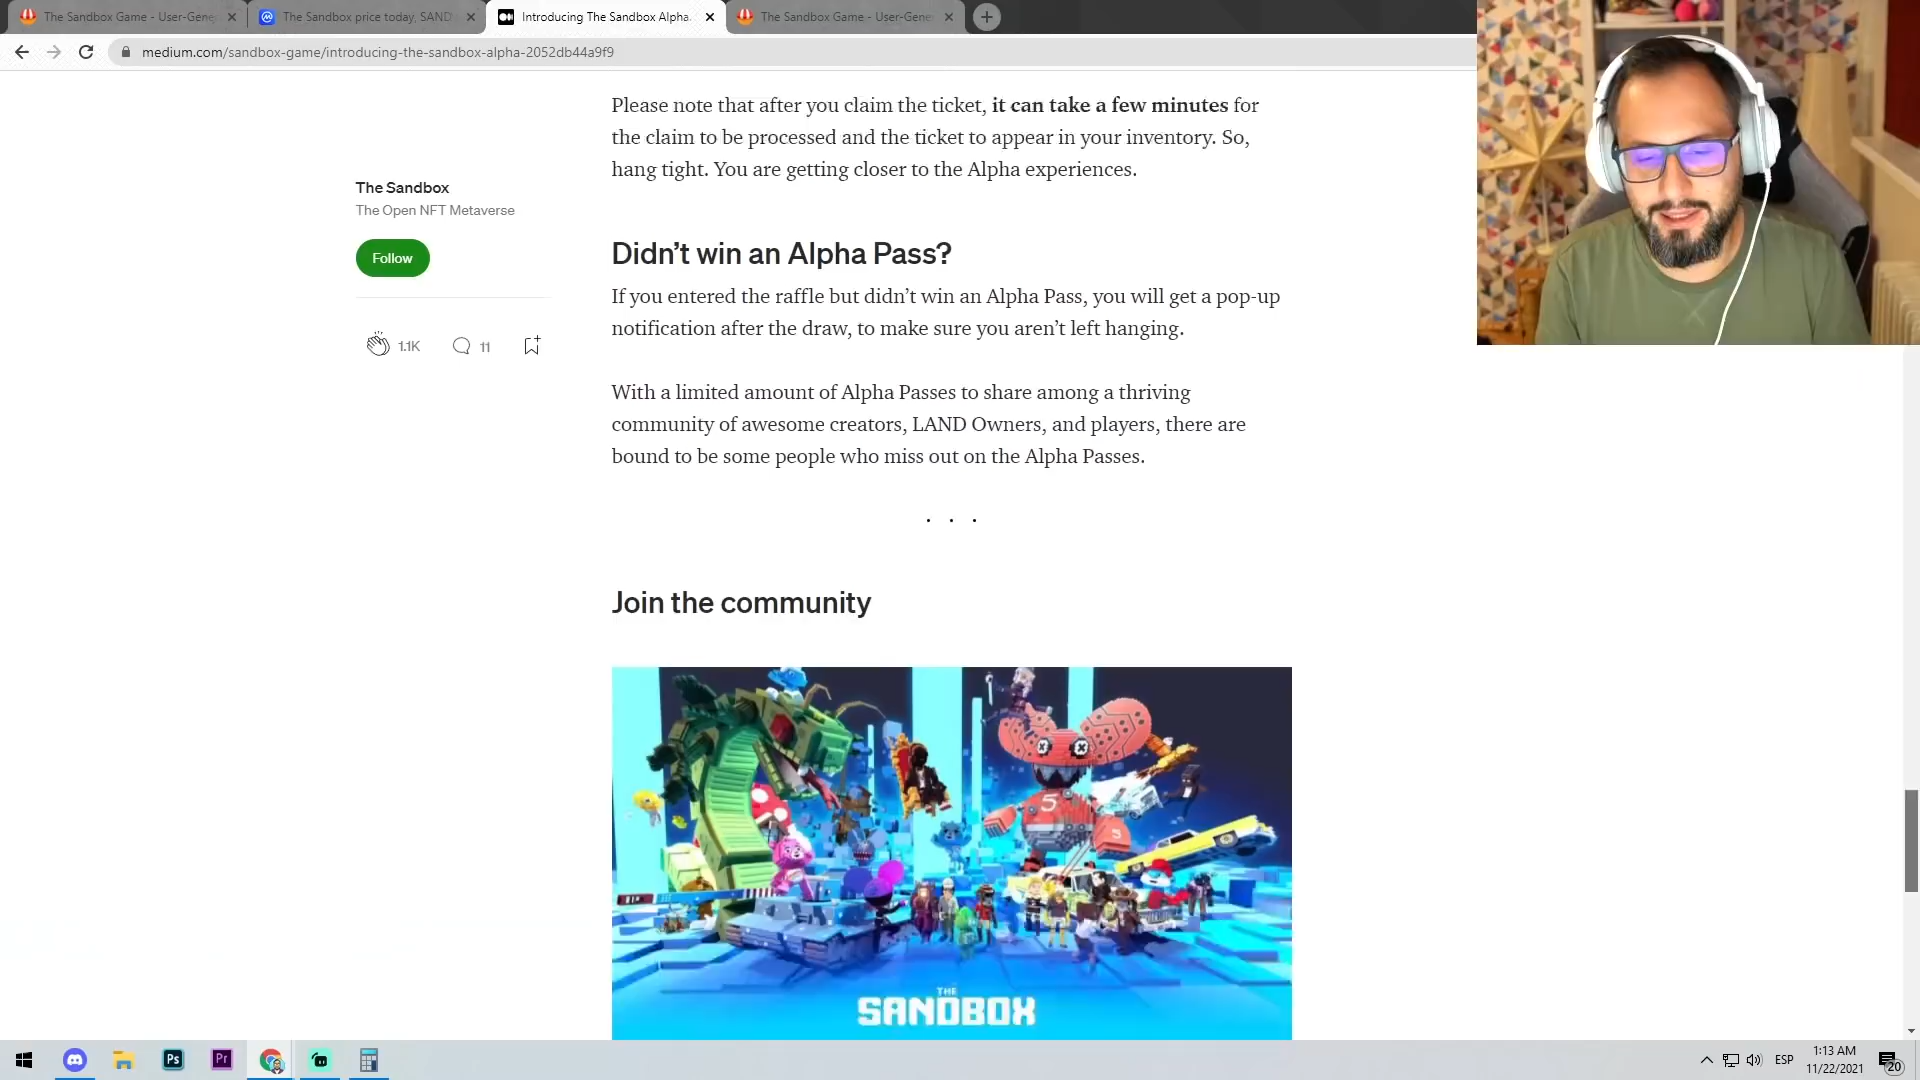 The Sandbox Game - User-Gene
The Sandbox price today, SAND
Introducing The Sandbox Alpha.
The Sandbox Game - User-Gene
medium.com/sandbox-game/introducing-the-sandbox-alpha-2052db44a9f9
Please note that after you claim the ticket, it can take a few minutes for
the claim to be processed and the ticket to appear in your inventory. So,
hang tight. You are getting closer to the Alpha experiences.
The Sandbox
The Open NFT Metaverse
Follow
1.1K
11
Didn’t win an Alpha Pass?
If you entered the raffle but didn’t win an Alpha Pass, you will get a pop-up
notification after the draw, to make sure you aren’t left hanging.
With a limited amount of Alpha Passes to share among a thriving
community of awesome creators, LAND Owners, and players, there are
bound to be some people who miss out on the Alpha Passes.
. . .
Join the community
5
5
THE
SANDBOX
Ps
Pr
ESP
1:13 AM
11/22/2021
20